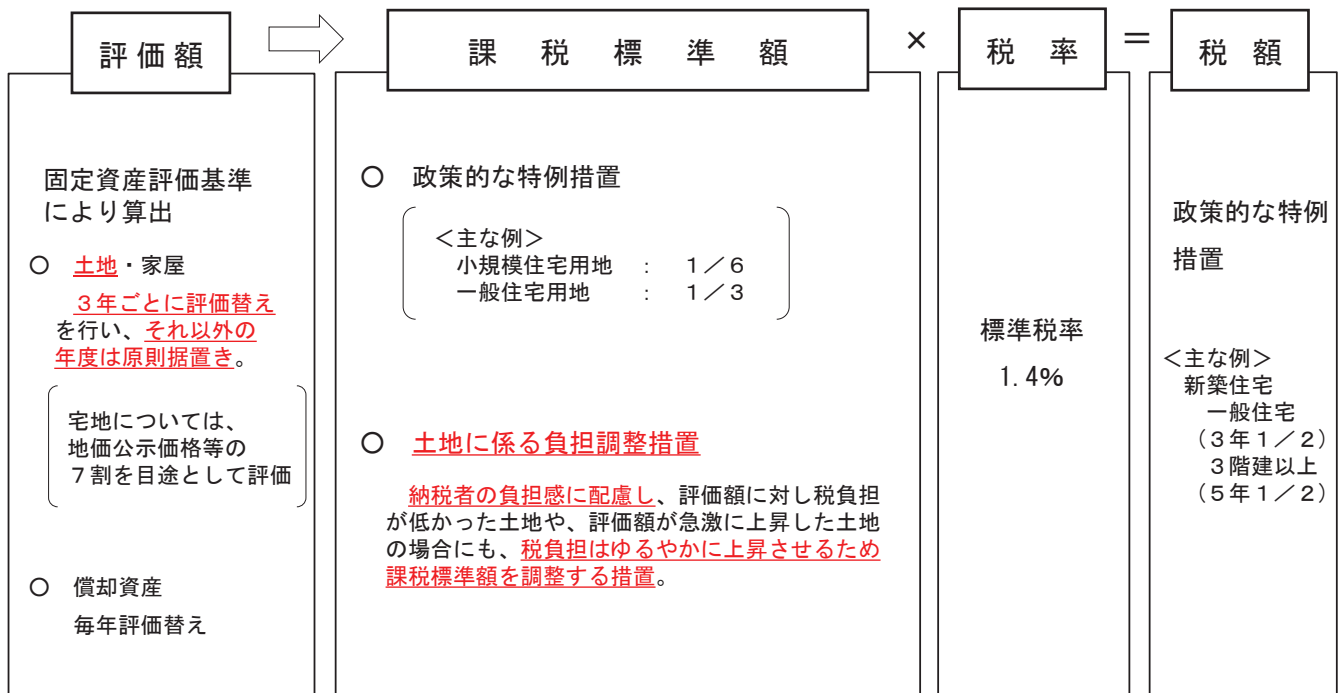 評価額
課税標準額
×
税率
＝
税額
固定資産評価基準
により算出
○ 土地・家屋
３年ごとに評価替え
を行い、それ以外の
年度は原則据置き。
宅地については、
地価公示価格等の
７割を目途として評価
○ 償却資産
毎年評価替え
○ 政策的な特例措置
＜主な例＞
小規模住宅用地 ： １／６
一般住宅用地 ： １／３
○ 土地に係る負担調整措置
納税者の負担感に配慮し、評価額に対し税負担
が低かった土地や、評価額が急激に上昇した土地
の場合にも、税負担はゆるやかに上昇させるため
課税標準額を調整する措置。
標準税率
1.4%
政策的な特例
措置
＜主な例＞
新築住宅
一般住宅
（３年１／２）
３階建以上
（５年１／２）